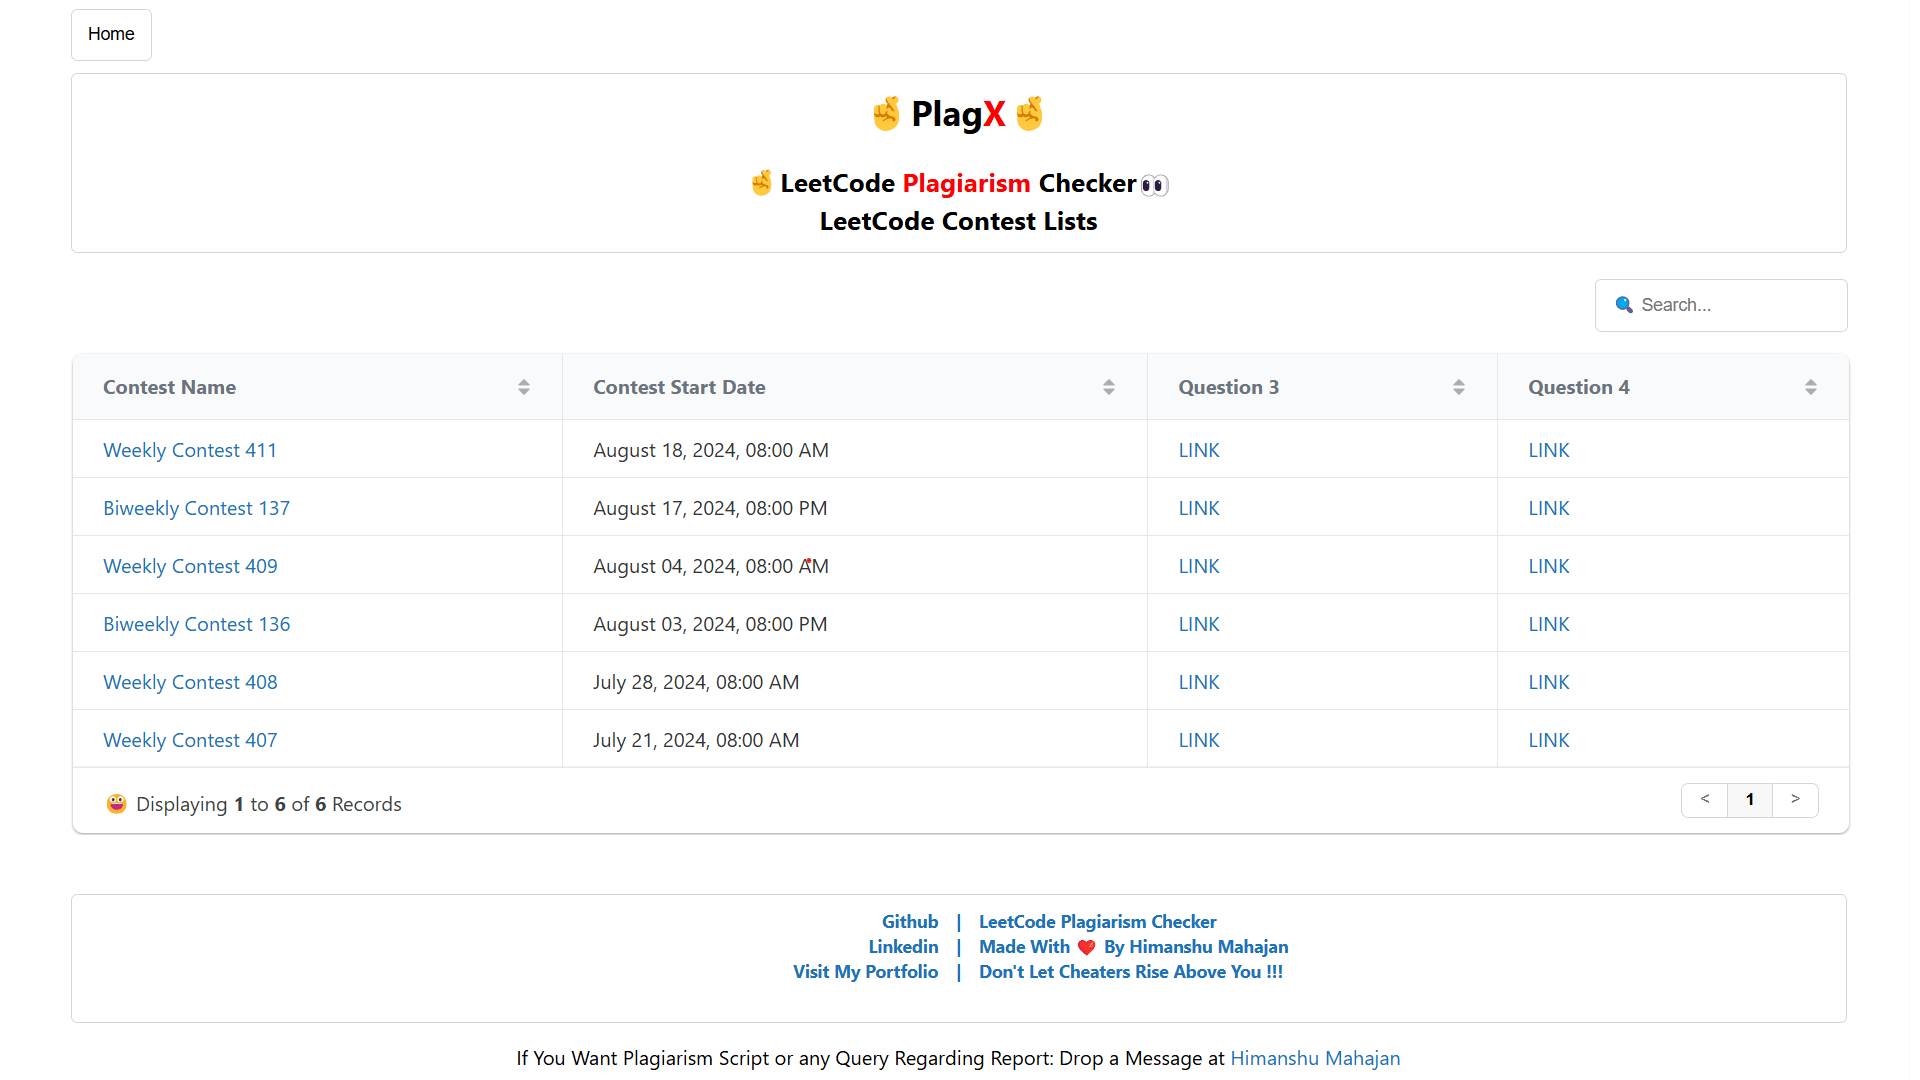 Home
PlagX
LeetCode Plagiarism Checker
LeetCode Contest Lists
Search...
Contest Name Contest Start Date Question 3 Question 4
Weekly Contest 411 August 18, 2024, 08:00 AM LINK LINK
Biweekly Contest 137 August 17, 2024, 08:00 PM LINK LINK
Weekly Contest 409 August 04, 2024, 08:00 AM LINK LINK
Biweekly Contest 136 August 03, 2024, 08:00 PM LINK LINK
Weekly Contest 408 July 28, 2024, 08:00 AM LINK LINK
Weekly Contest 407 July 21, 2024, 08:00 AM LINK LINK
Displaying 1 to 6 of 6 Records < 1 >
Github | LeetCode Plagiarism Checker
Linkedin | Made With ❤️ By Himanshu Mahajan
Visit My Portfolio | Don't Let Cheaters Rise Above You !!!
If You Want Plagiarism Script or any Query Regarding Report: Drop a Message at Himanshu Mahajan